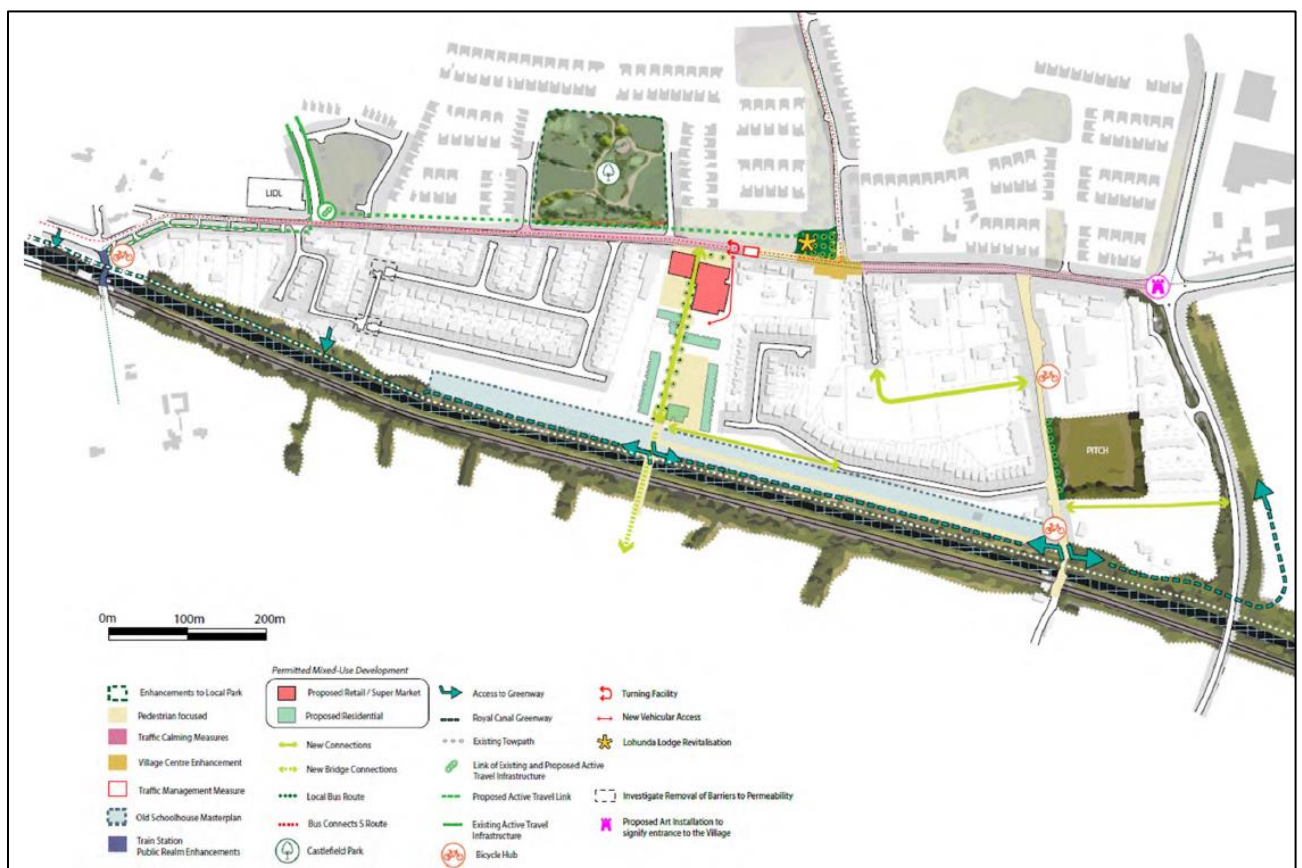 LIDL
PITCH
0m 100m 200m
Enhancements to Local Park
Pedestrian focused
Traffic Calming Measures
Village Centre Enhancement
Traffic Management Measure
Old Schoolhouse Masterplan
Train Station
Public Realm Enhancements
Permitted Mixed-Use Development
Proposed Retail / Super Market
Proposed Residential
New Connections
New Bridge Connections
Local Bus Route
Bus Connects S Route
Castlefield Park
Access to Greenway
Royal Canal Greenway
Existing Towpath
Link of Existing and Proposed Active
Travel Infrastructure
Proposed Active Travel Link
Existing Active Travel
Infrastructure
Bicycle Hub
Turning Facility
New Vehicular Access
Lohunda Lodge Revitalisation
Investigate Removal of Barriers to Permeability
Proposed Art Installation to
signify entrance to the Village